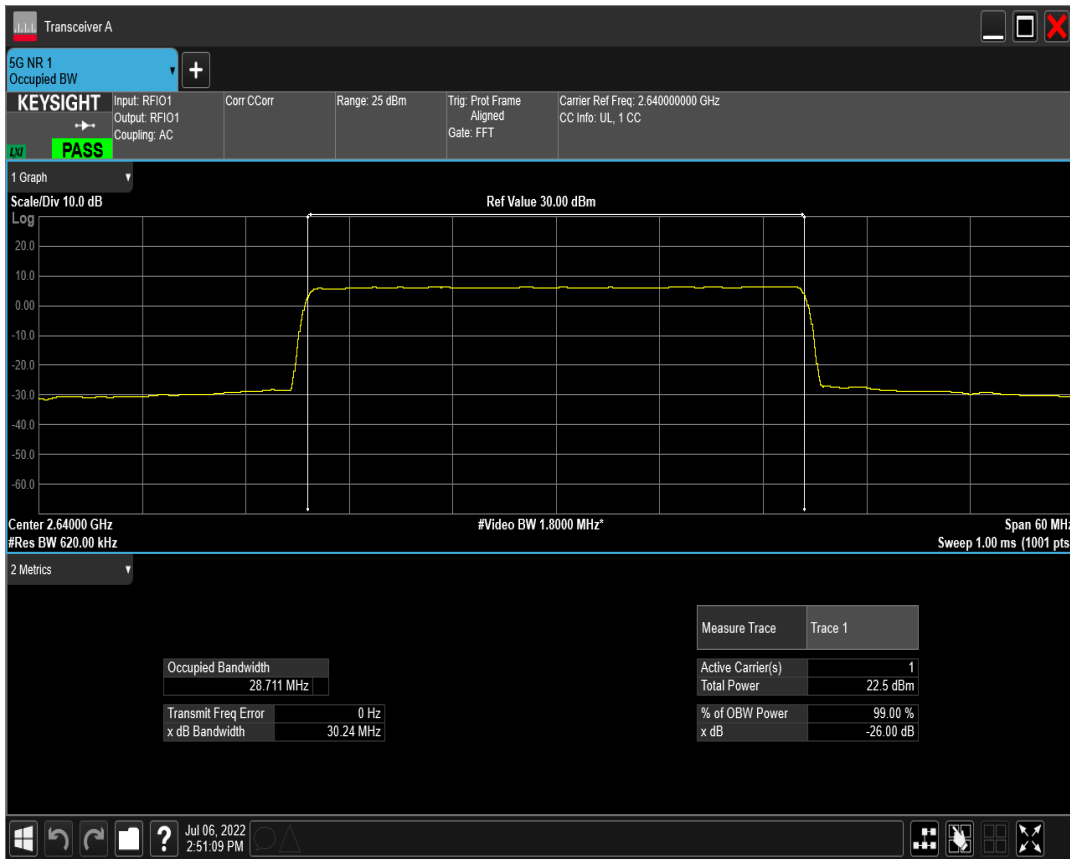 Transceiver A
5G NR 1
Occupied BW
+
KEYSIGHT
LXI
PASS
Input: RFIO1
Output: RFIO1
Coupling: AC
Corr CCorr
Range: 25 dBm
Trig: Prot Frame
Aligned
Gate: FFT
Carrier Ref Freq: 2.640000000 GHz
CC Info: UL, 1 CC
1 Graph
Scale/Div 10.0 dB
Ref Value 30.00 dBm
Log
20.0
10.0
0.00
-10.0
-20.0
-30.0
-40.0
-50.0
-60.0
Center 2.64000 GHz
#Video BW 1.8000 MHz*
Span 60 MHz
#Res BW 620.00 kHz
Sweep 1.00 ms (1001 pts
2 Metrics
Measure Trace Trace 1
Occupied Bandwidth
28.711 MHz
Active Carrier(s) 1
Total Power 22.5 dBm
Transmit Freq Error 0 Hz
x dB Bandwidth 30.24 MHz
% of OBW Power 99.00 %
x dB -26.00 dB
?
Jul 06, 2022
2:51:09 PM